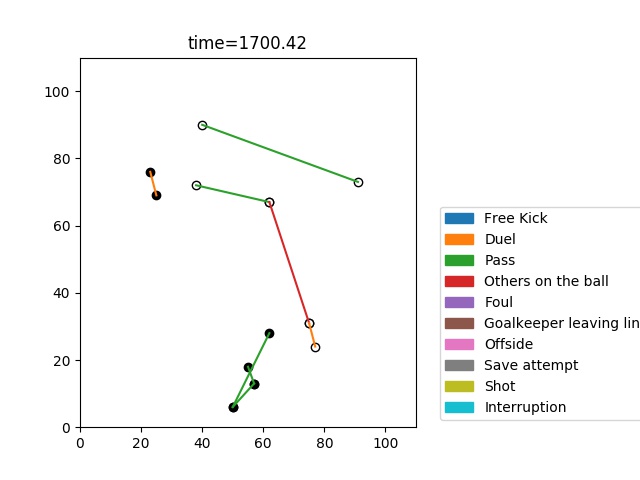 time=1700.42
100
80
60
40
20
0
0 20 40 60 80 100
Free Kick
Duel
Pass
Others on the ball
Foul
Goalkeeper leaving lin
Offside
Save attempt
Shot
Interruption